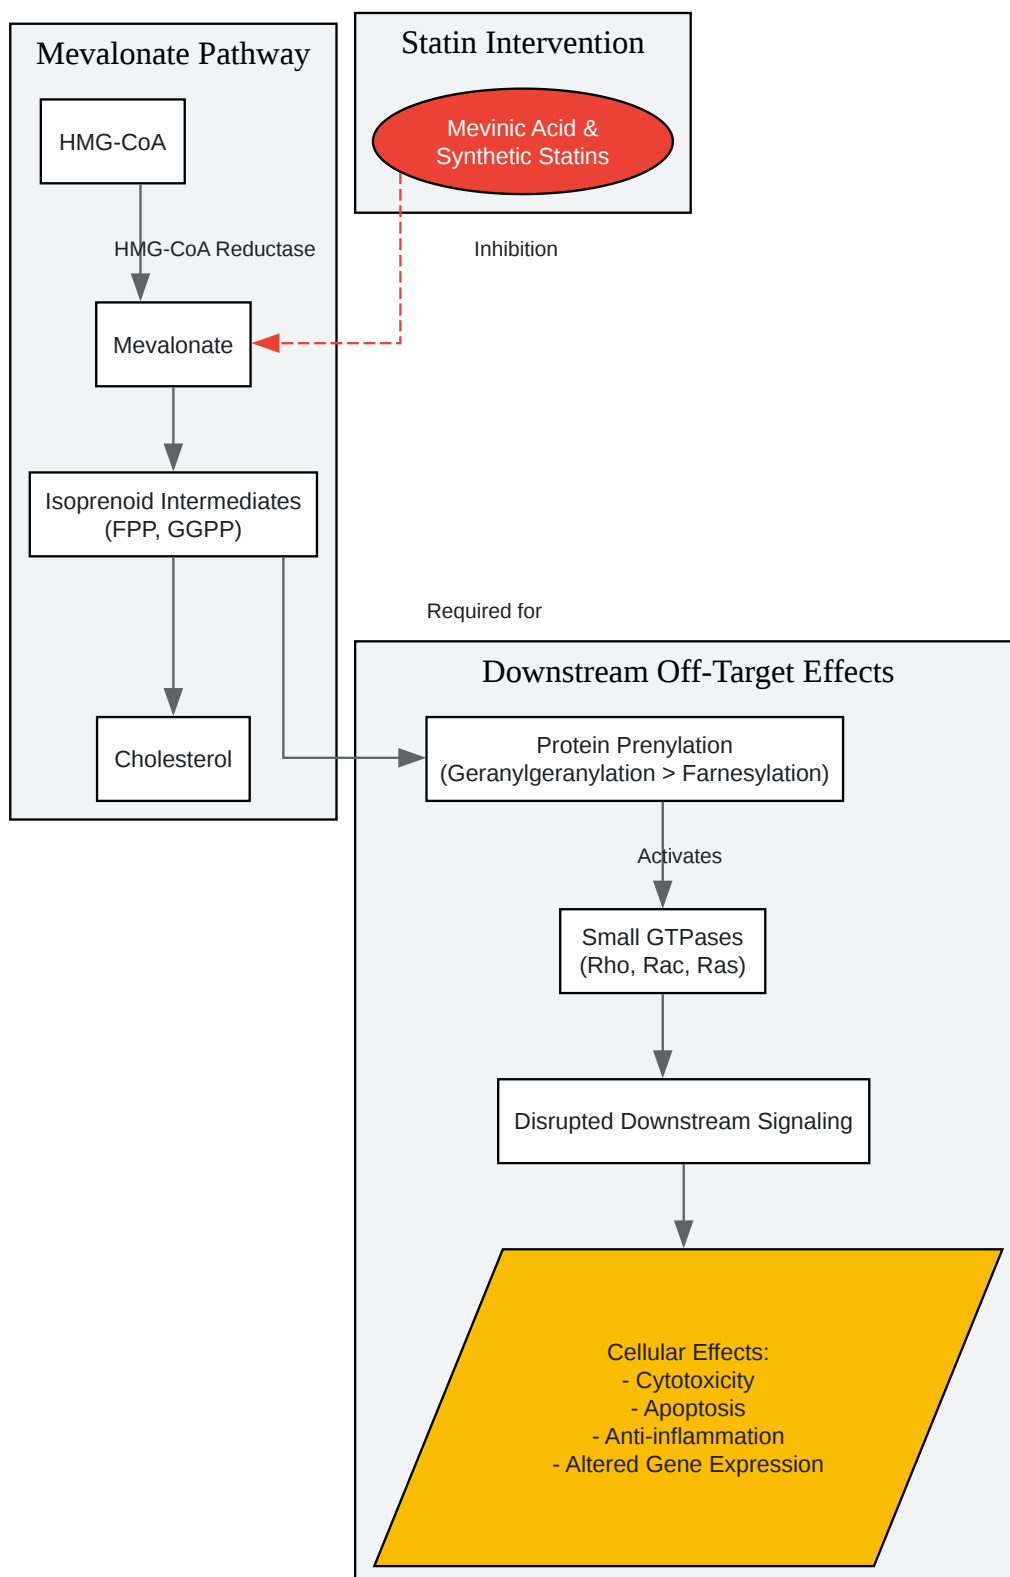 Mevalonate Pathway
HMG-CoA
HMG-CoA Reductase
Mevalonate
Isoprenoid Intermediates
(FPP, GGPP)
Cholesterol
Statin Intervention
Mevinic Acid &
Synthetic Statins
Inhibition
Required for
Downstream Off-Target Effects
Protein Prenylation
(Geranylgeranylation > Farnesylation)
Activates
Small GTPases
(Rho, Rac, Ras)
Disrupted Downstream Signaling
Cellular Effects:
- Cytotoxicity
- Apoptosis
- Anti-inflammation
- Altered Gene Expression